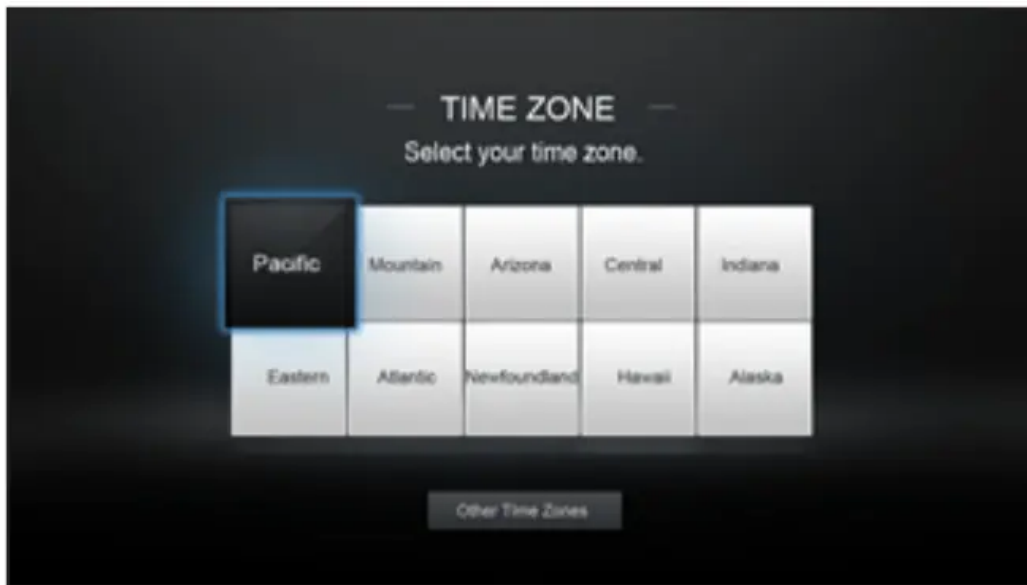 TIME ZONE
Select your time zone.
Pacific Mountain Arizona Central Indiana
Eastern Atlantic Newfoundland Hawaii Alaska
Other Time Zones